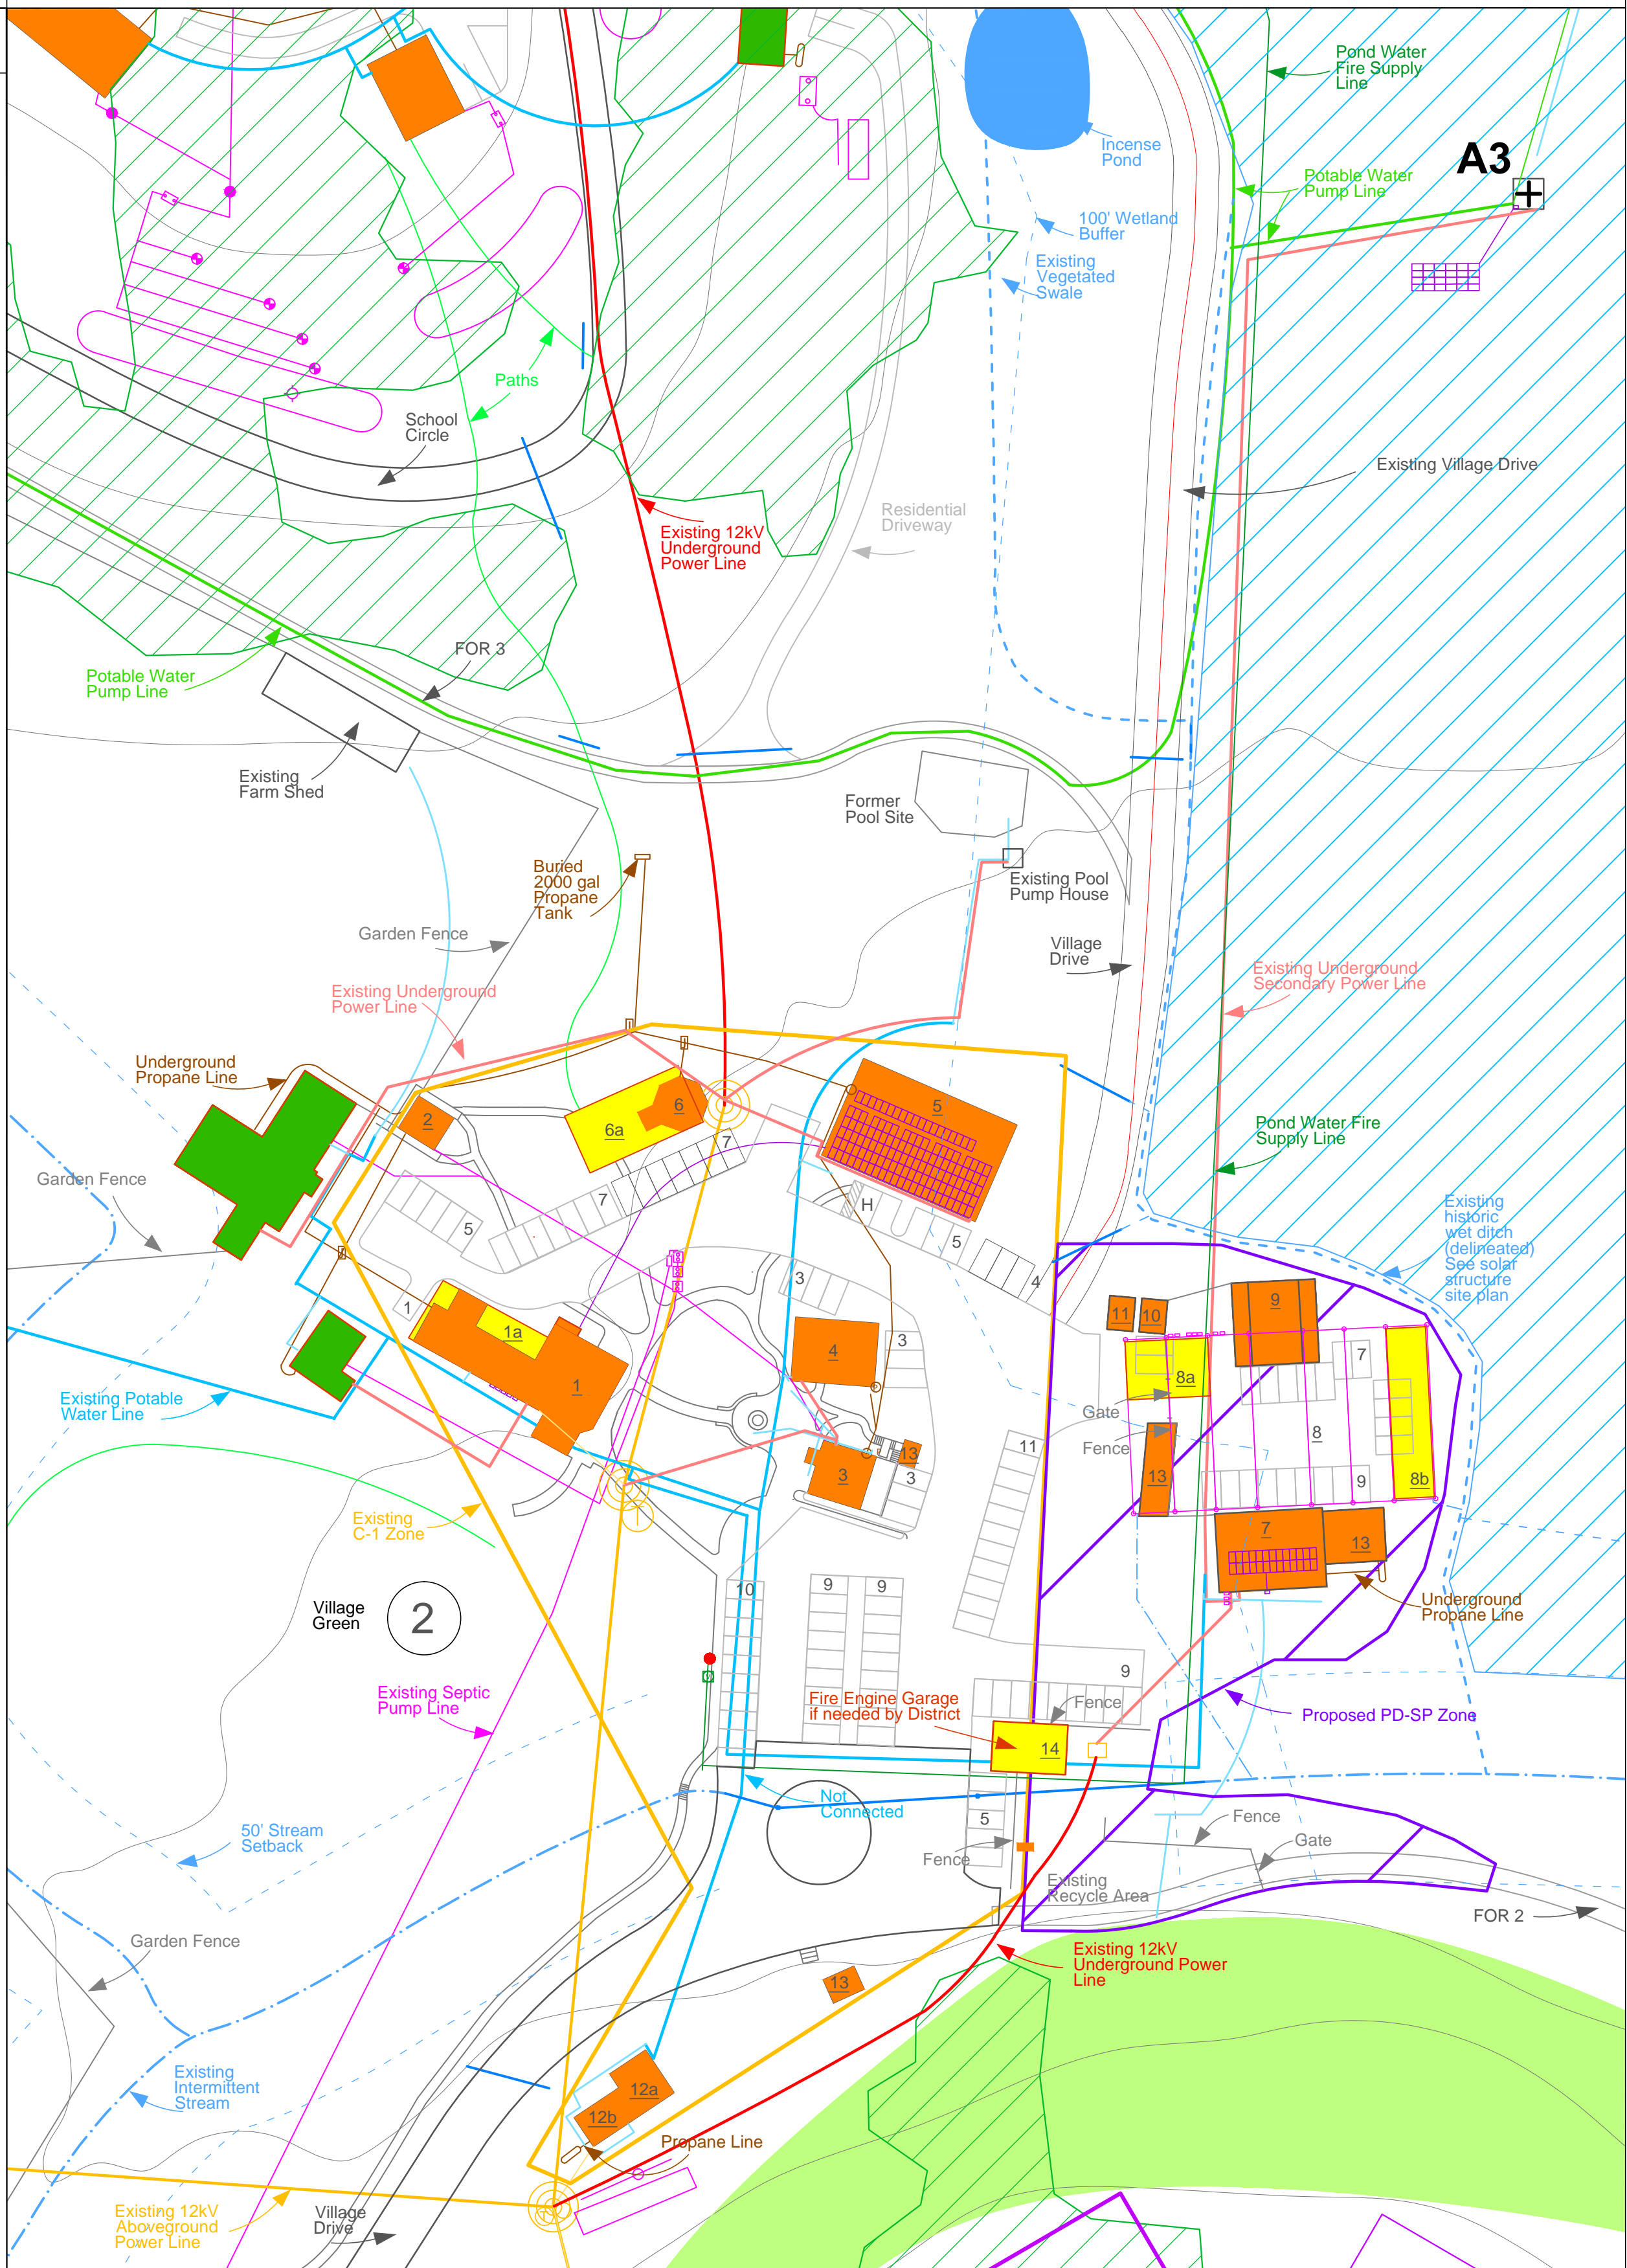 Pond Water
Fire Supply
Line
Incense
Pond
A3
Potable Water
Pump Line
100' Wetland
Buffer
Existing
Vegetated
Swale
Paths
School
Circle
Existing Village Drive
Residential
Driveway
Existing 12kV
Underground
Power Line
FOR 3
Potable Water
Pump Line
Existing
Farm Shed
Former
Pool Site
Buried
2000 gal
Propane
Tank
Existing Pool
Pump House
Garden Fence
Village
Drive
Existing Underground
Secondary Power Line
Existing Underground
Power Line
Underground
Propane Line
2
6
6a
7
5
Pond Water Fire
Supply Line
Garden Fence
7
5
H
5
4
Existing
historic
wet ditch
(delineated)
See solar
structure
site plan
3
1
1a
11
10
9
3
4
7
8a
1
Existing Potable
Water Line
Gate
Fence
8
11
13
3
3
13
9
8b
Existing
C-1 Zone
7
13
10
9
9
Village
Green
2
Underground
Propane Line
9
Existing Septic
Pump Line
Fire Engine Garage
if needed by District
Fence
Proposed PD-SP Zone
14
Not
Connected
5
Fence
50' Stream
Setback
Gate
Fence
Existing
Recycle Area
FOR 2
Garden Fence
Existing 12kV
Underground Power
Line
13
Existing
Intermittent
Stream
12a
12b
Propane Line
Existing 12kV
Aboveground
Power Line
Village
Drive